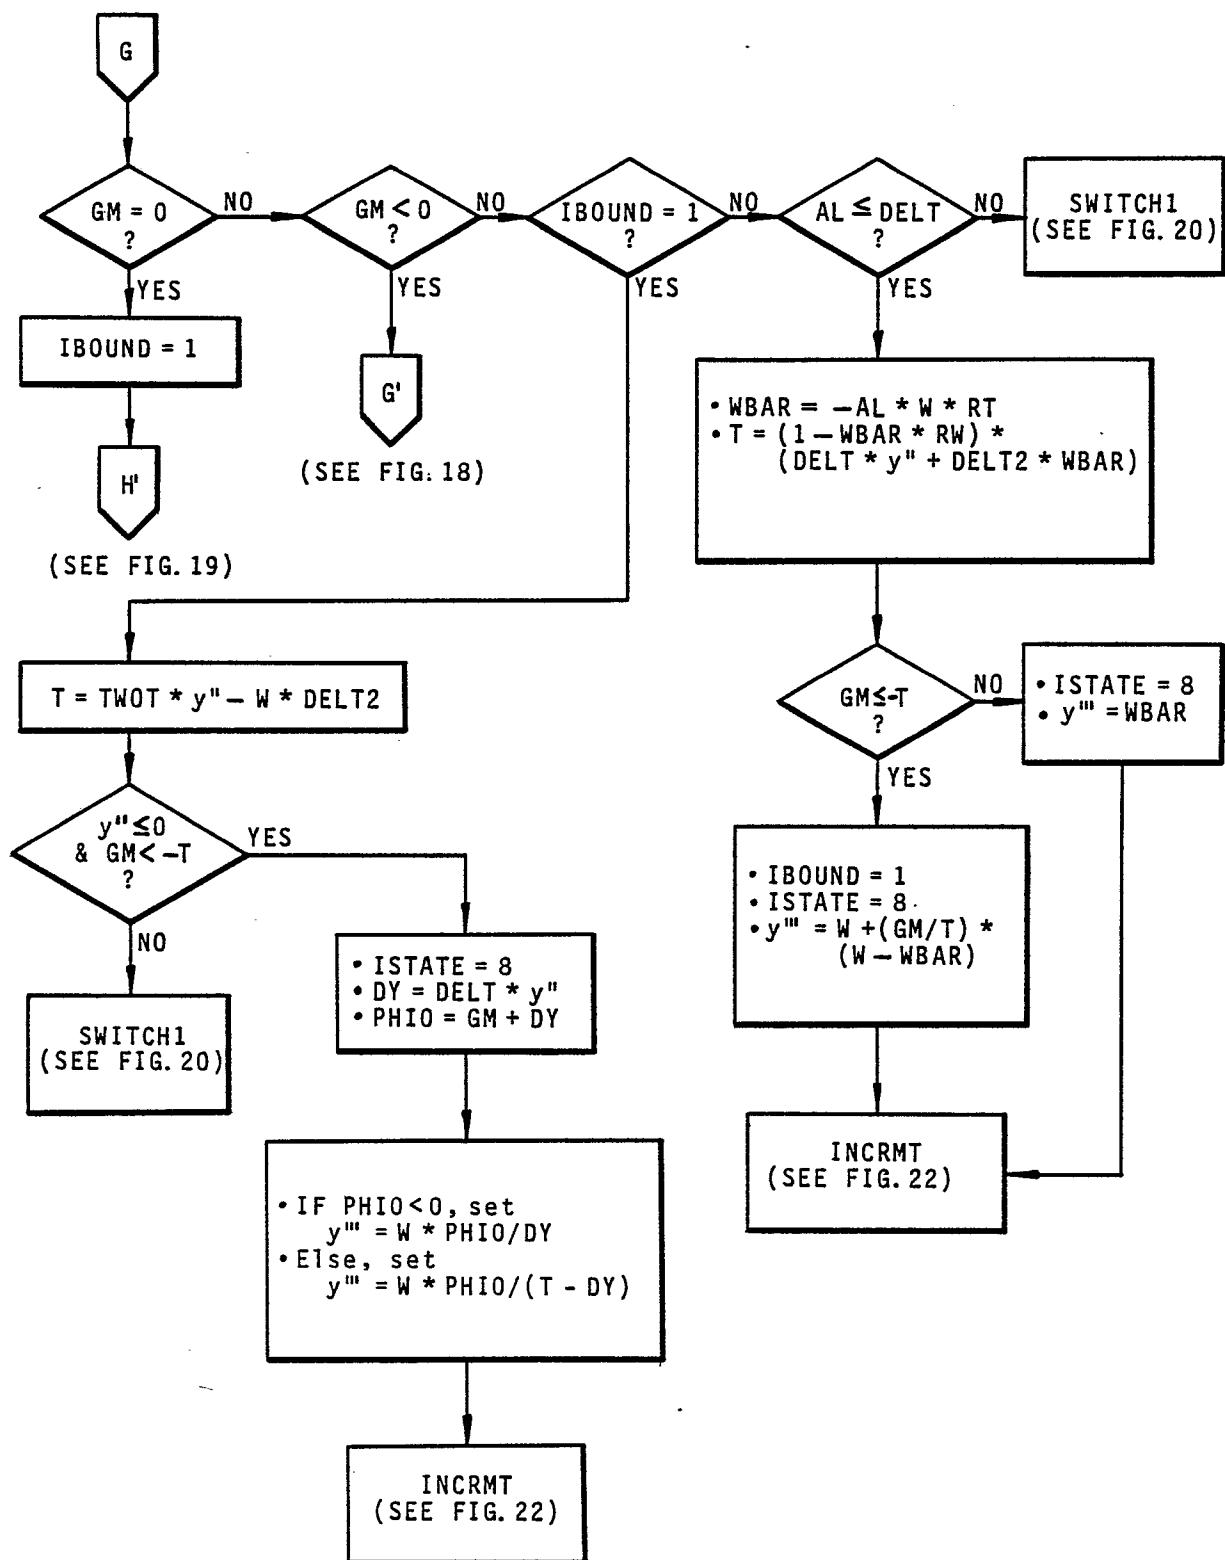 G
GM = 0
?
NO
GM < 0
?
NO
IBOUND = 1
?
NO
AL ≤ DELT
?
NO
SWITCH1
(SEE FIG. 20)
YES
YES
YES
YES
IBOUND = 1
G'
(SEE FIG. 18)
H'
(SEE FIG. 19)
• WBAR = -AL * W * RT
• T = (1 - WBAR * RW) *
(DELT * y" + DELT2 * WBAR)
T = TWOT * y" - W * DELT2
GM ≤ -T
?
NO
• ISTATE = 8
• y''' = WBAR
YES
y" ≤ 0
& GM < -T
?
YES
NO
• IBOUND = 1
• ISTATE = 8
• y''' = W + (GM/T) *
(W - WBAR)
• ISTATE = 8
• DY = DELT * y"
• PHIO = GM + DY
SWITCH1
(SEE FIG. 20)
INCRMT
(SEE FIG. 22)
• IF PHIO < 0, set
y''' = W * PHIO/DY
• Else, set
y''' = W * PHIO/(T - DY)
INCRMT
(SEE FIG. 22)